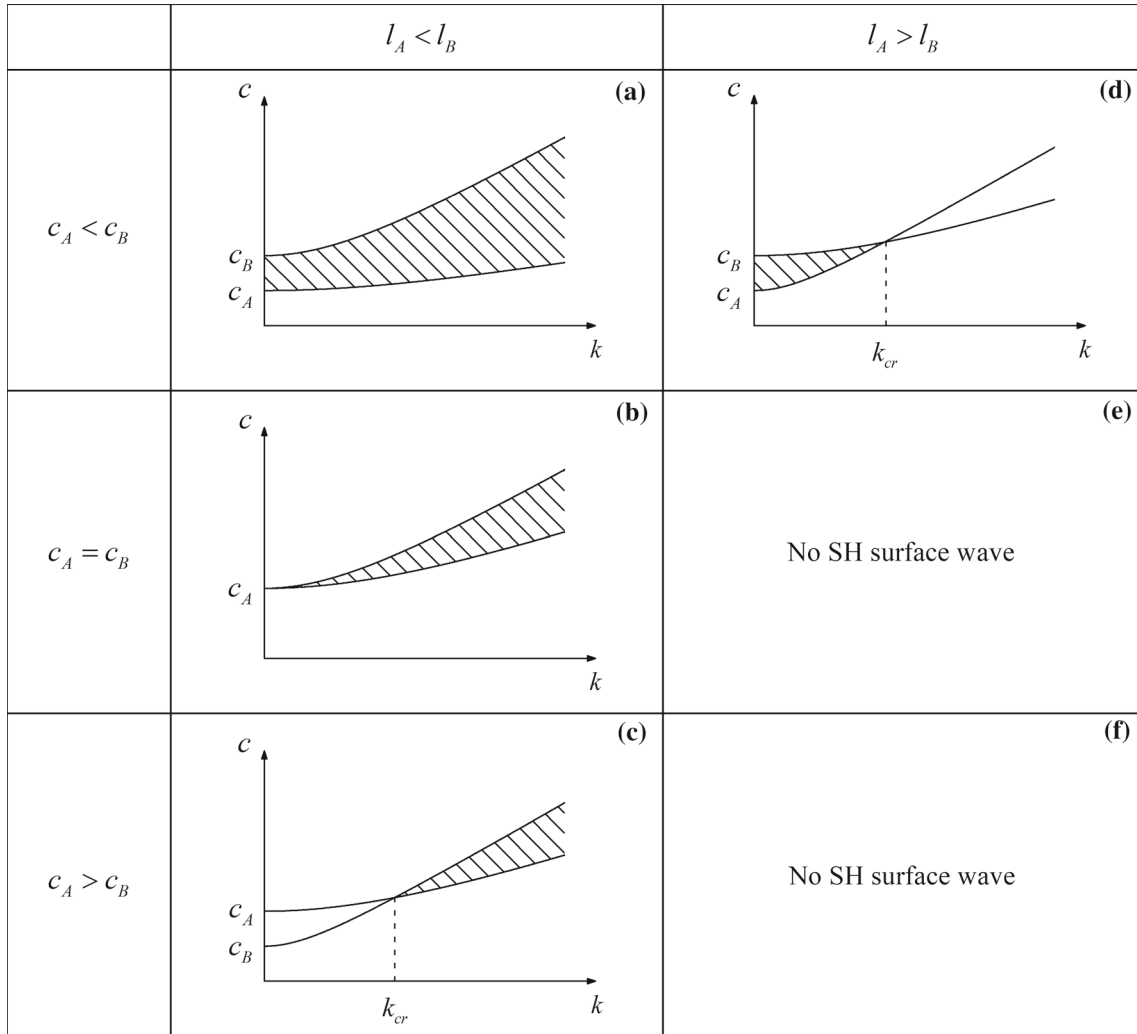 l_A < l_B
l_A > l_B
c_A < c_B
(a)
c
c_B
c_A
k
(d)
c
c_B
c_A
k_cr
k
c_A = c_B
(b)
c
c_A
k
(e)
No SH surface wave
c_A > c_B
(c)
c
c_A
c_B
k_cr
k
(f)
No SH surface wave